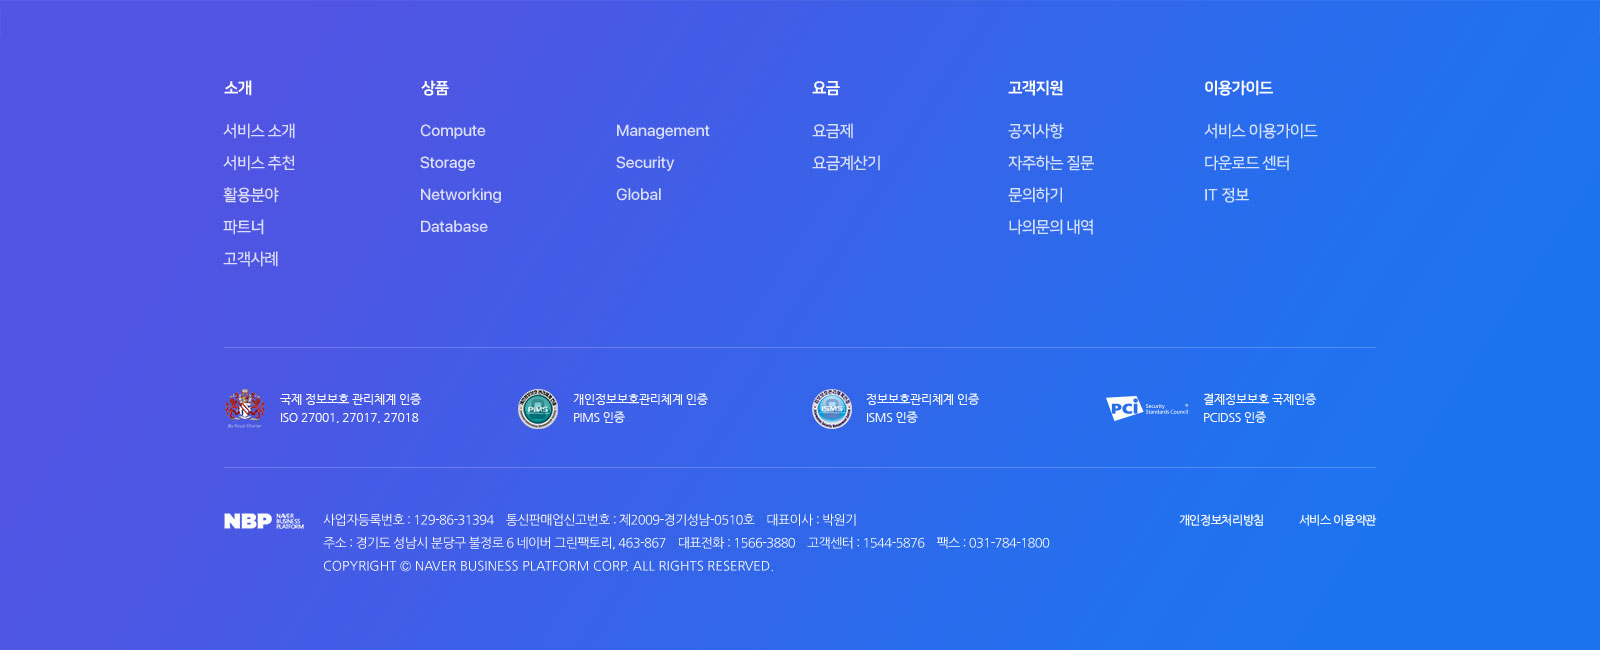 소개
서비스 소개
서비스 추천
활용분야
파트너
고객사례
상품
Compute
Storage
Networking
Database
Management
Security
Global
요금
요금제
요금계산기
고객지원
공지사항
자주하는 질문
문의하기
나의문의 내역
이용가이드
서비스 이용가이드
다운로드 센터
IT 정보
By Royal Charter
국제 정보보호 관리체계 인증
ISO 27001, 27017, 27018
PIMS
개인정보보호관리체계 인증
PIMS 인증
ISMS
정보보호관리체계 인증
ISMS 인증
PCI
Security
Standards Council
결제정보보호 국제인증
PCIDSS 인증
NBP
NAVER
BUSINESS
PLATFORM
사업자등록번호 : 129-86-31394 통신판매업신고번호 : 제2009-경기성남-0510호 대표이사 : 박원기
주소 : 경기도 성남시 분당구 불정로 6 네이버 그린팩토리, 463-867 대표전화 : 1566-3880 고객센터 : 1544-5876 팩스 : 031-784-1800
COPYRIGHT © NAVER BUSINESS PLATFORM CORP. ALL RIGHTS RESERVED.
개인정보처리방침
서비스 이용약관